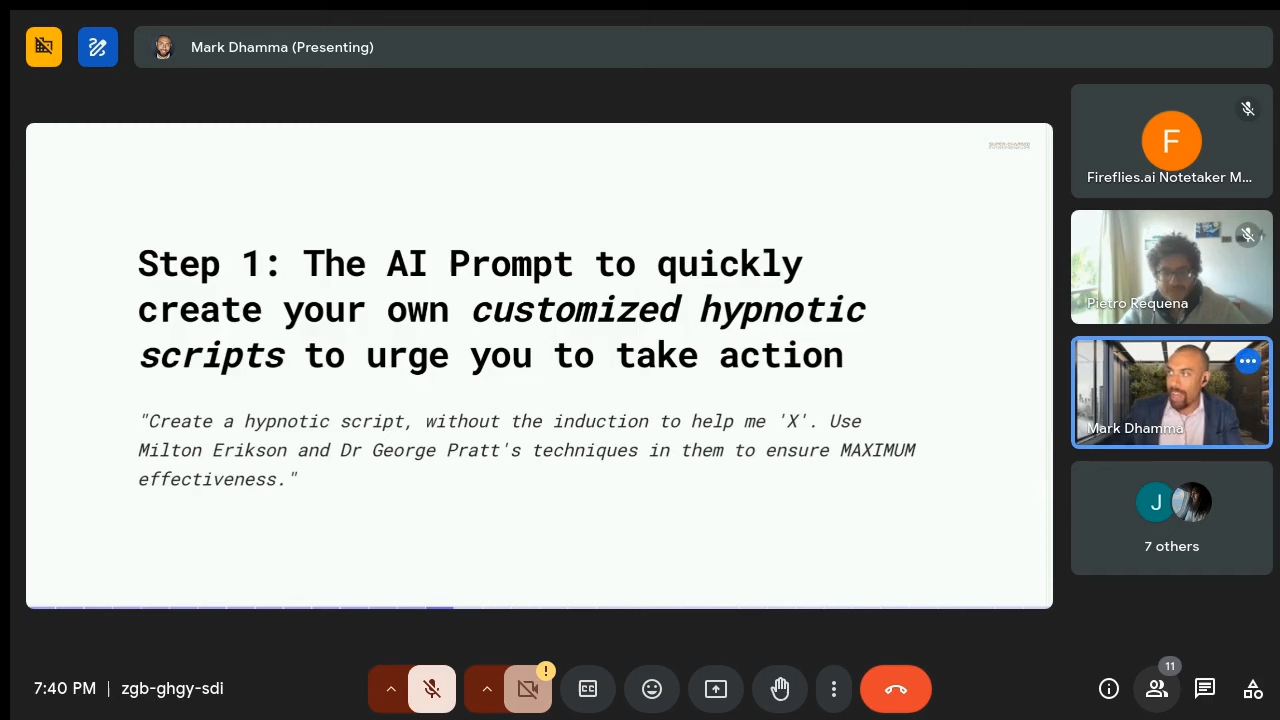 Mark Dhamma (Presenting)
F
Fireflies.ai Notetaker M...
Step 1: The AI Prompt to quickly
create your own customized hypnotic
scripts to urge you to take action
"Create a hypnotic script, without the induction to help me 'X'. Use
Milton Erikson and Dr George Pratt's techniques in them to ensure MAXIMUM
effectiveness."
Pietro Requena
Mark Dhamma
J
7 others
7:40 PM | zgb-ghgy-sdi
!
CC
11